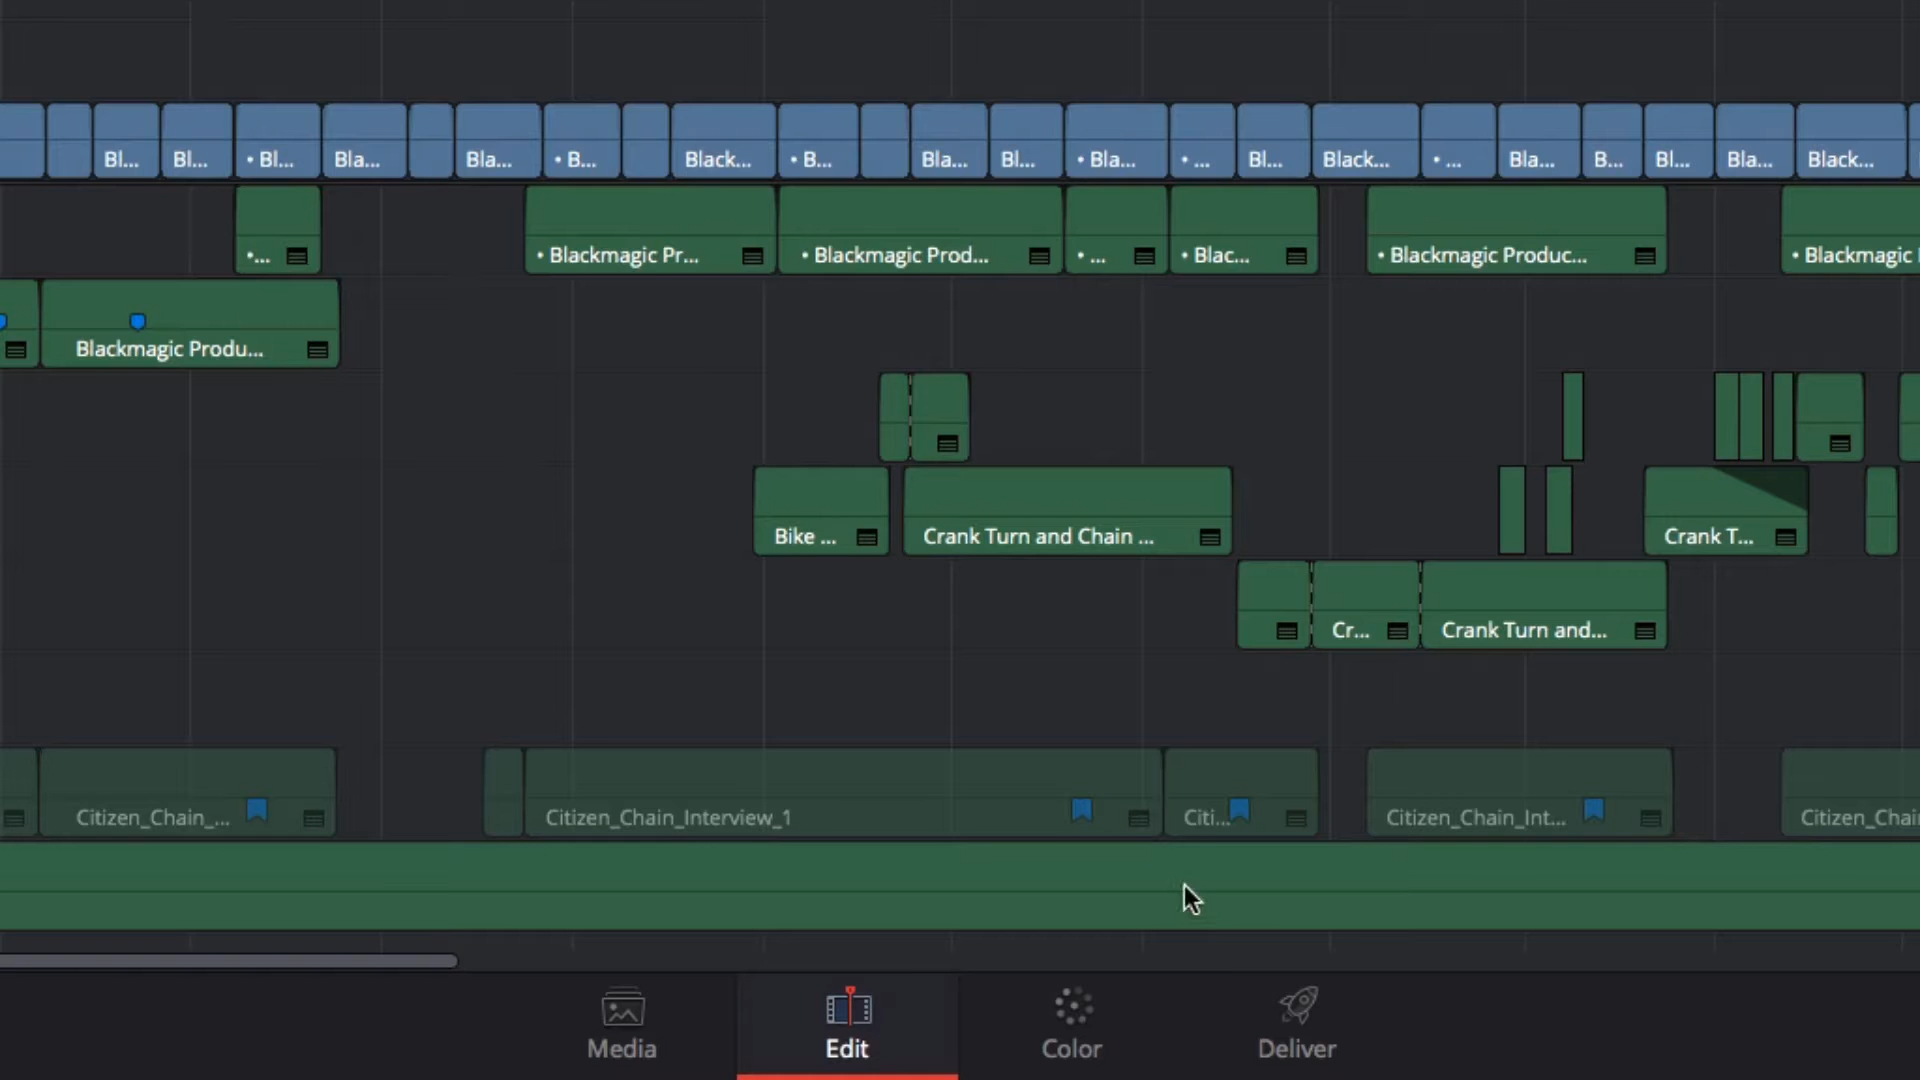 Bl... Bl... • Bl... Bla... Bla... • B... Black... • B... Bla... Bl... • Bla... • ... Bl... Black... • ... Bla... B... Bl... Bla... Black...
•... • Blackmagic Pr... • Blackmagic Prod... • ... • Blac... • Blackmagic Produc... • Blackmagic
Blackmagic Produ...
Bike ... Crank Turn and Chain ... Crank T...
Cr... Crank Turn and...
Citizen_Chain_... Citizen_Chain_Interview_1 Citi... Citizen_Chain_Int... Citizen_Chai
Media Edit Color Deliver